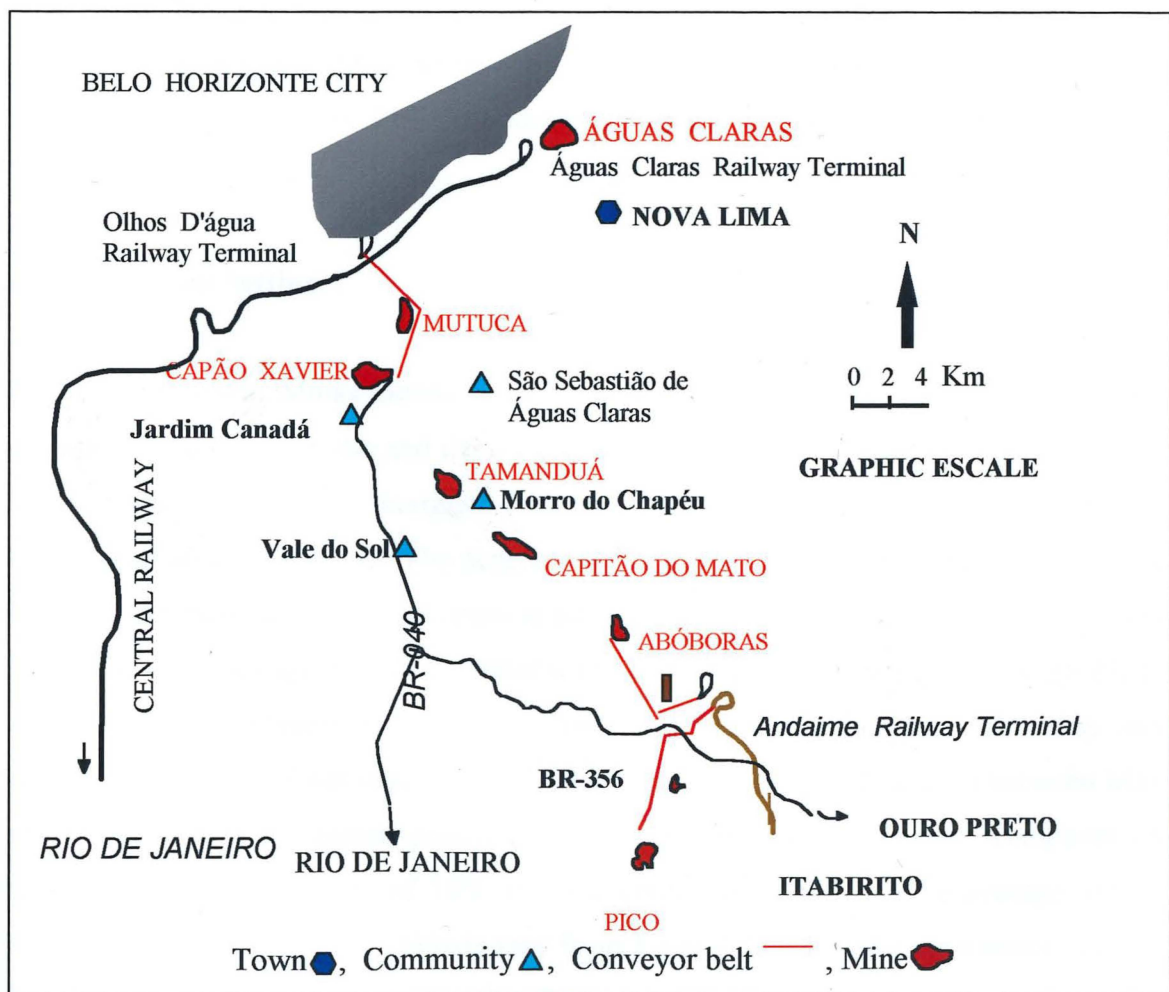 BELO HORIZONTE CITY
ÁGUAS CLARAS
Águas Claras Railway Terminal
NOVA LIMA
Olhos D'água
Railway Terminal
N
MUTUCA
CAPÃO XAVIER
São Sebastião de
Águas Claras
0 2 4 Km
Jardim Canadá
GRAPHIC ESCALE
TAMANDUÁ
Morro do Chapéu
Vale do Sol
CAPITÃO DO MATO
CENTRAL RAILWAY
BR-040
ABÓBORAS
Andaime Railway Terminal
BR-356
OURO PRETO
RIO DE JANEIRO
RIO DE JANEIRO
ITABIRITO
PICO
Town , Community , Conveyor belt , Mine